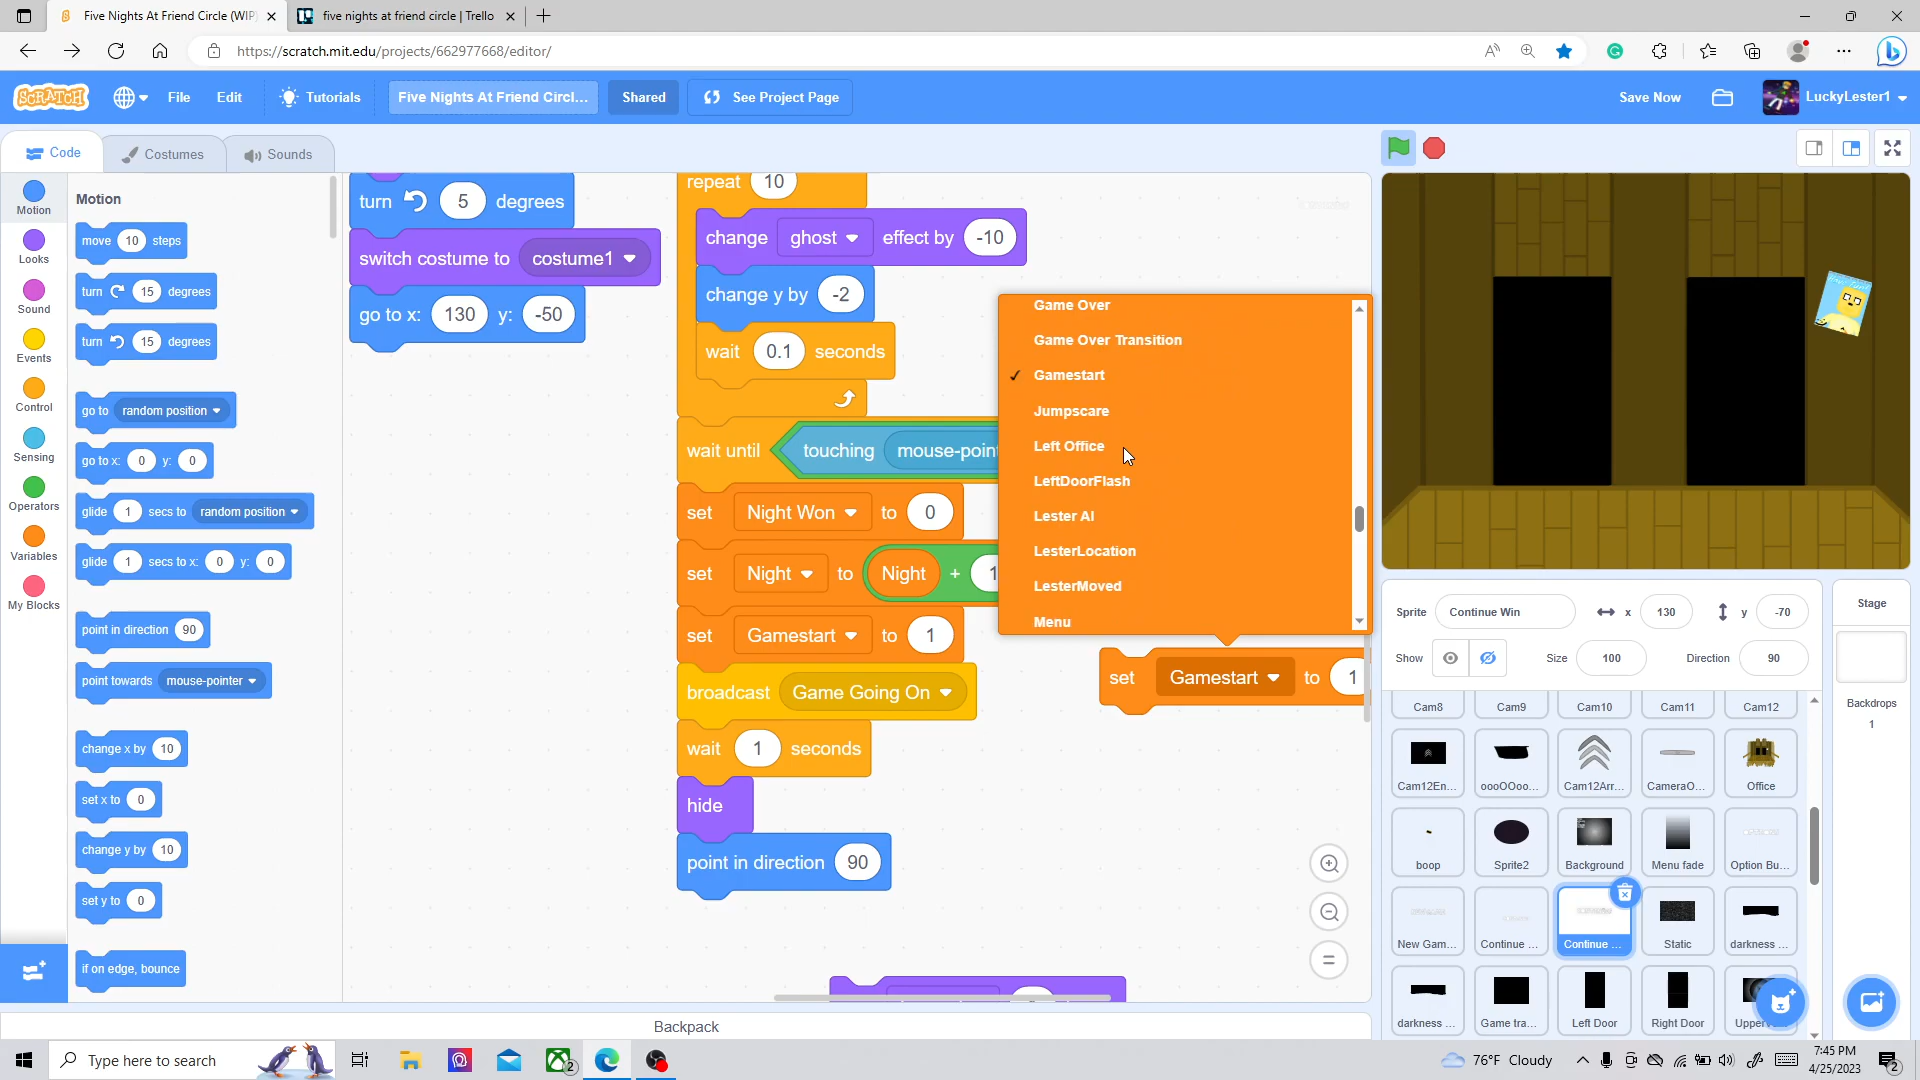 Five Nights At Friend Circle (WIP)
five nights at friend circle | Trello
https://scratch.mit.edu/projects/662977668/editor/
SCRATCH
File
Edit
Tutorials
Five Nights At Friend Circl...
Shared
See Project Page
Save Now
LuckyLester1
Code
Costumes
Sounds
Motion
Looks
Sound
Events
Control
Sensing
Operators
Variables
My Blocks
Motion
move 10 steps
turn 15 degrees
turn 15 degrees
go to random position
go to x: 0 y: 0
glide 1 secs to random position
glide 1 secs to x: 0 y: 0
point in direction 90
point towards mouse-pointer
change x by 10
set x to 0
change y by 10
set y to 0
if on edge, bounce
turn 5 degrees
switch costume to costume1
go to x: 130 y: -50
repeat 10
change ghost effect by -10
change y by -2
wait 0.1 seconds
wait until touching mouse-point
set Night Won to 0
set Night to Night + 1
set Gamestart to 1
broadcast Game Going On
wait 1 seconds
hide
point in direction 90
Game Over
Game Over Transition
✓ Gamestart
Jumpscare
Left Office
LeftDoorFlash
Lester AI
LesterLocation
LesterMoved
Menu
set Gamestart to 1
Sprite Continue Win x 130 y -70
Show Size 100 Direction 90
Cam8 Cam9 Cam10 Cam11 Cam12
Cam12En... oooOOoo... Cam12Arr... CameraO... Office
boop Sprite2 Background Menu fade Option Bu...
New Gam... Continue ... Continue ... Static darkness ...
darkness ... Game tra... Left Door Right Door
Stage
Backdrops
1
Backpack
Type here to search
2
76°F Cloudy
7:45 PM
4/25/2023
2